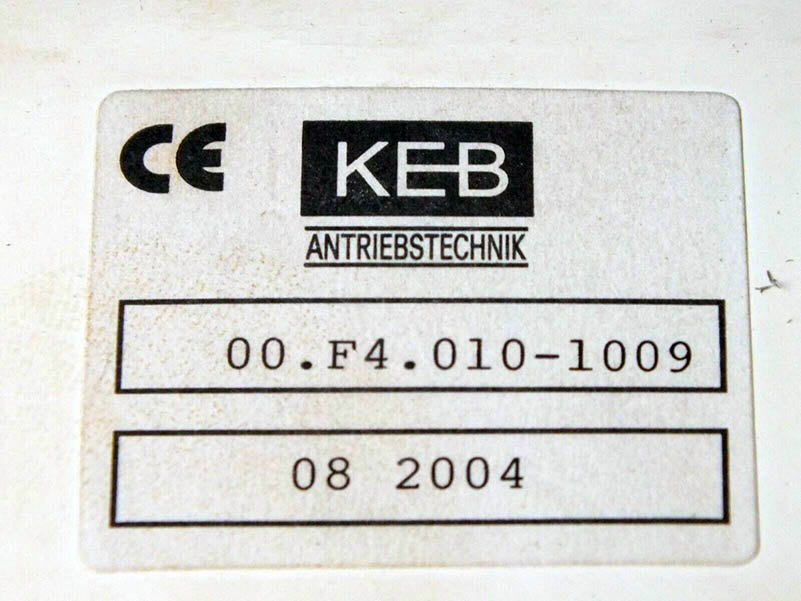 CE
KEB
ANTRIEBSTECHNIK
00.F4.010-1009
08 2004